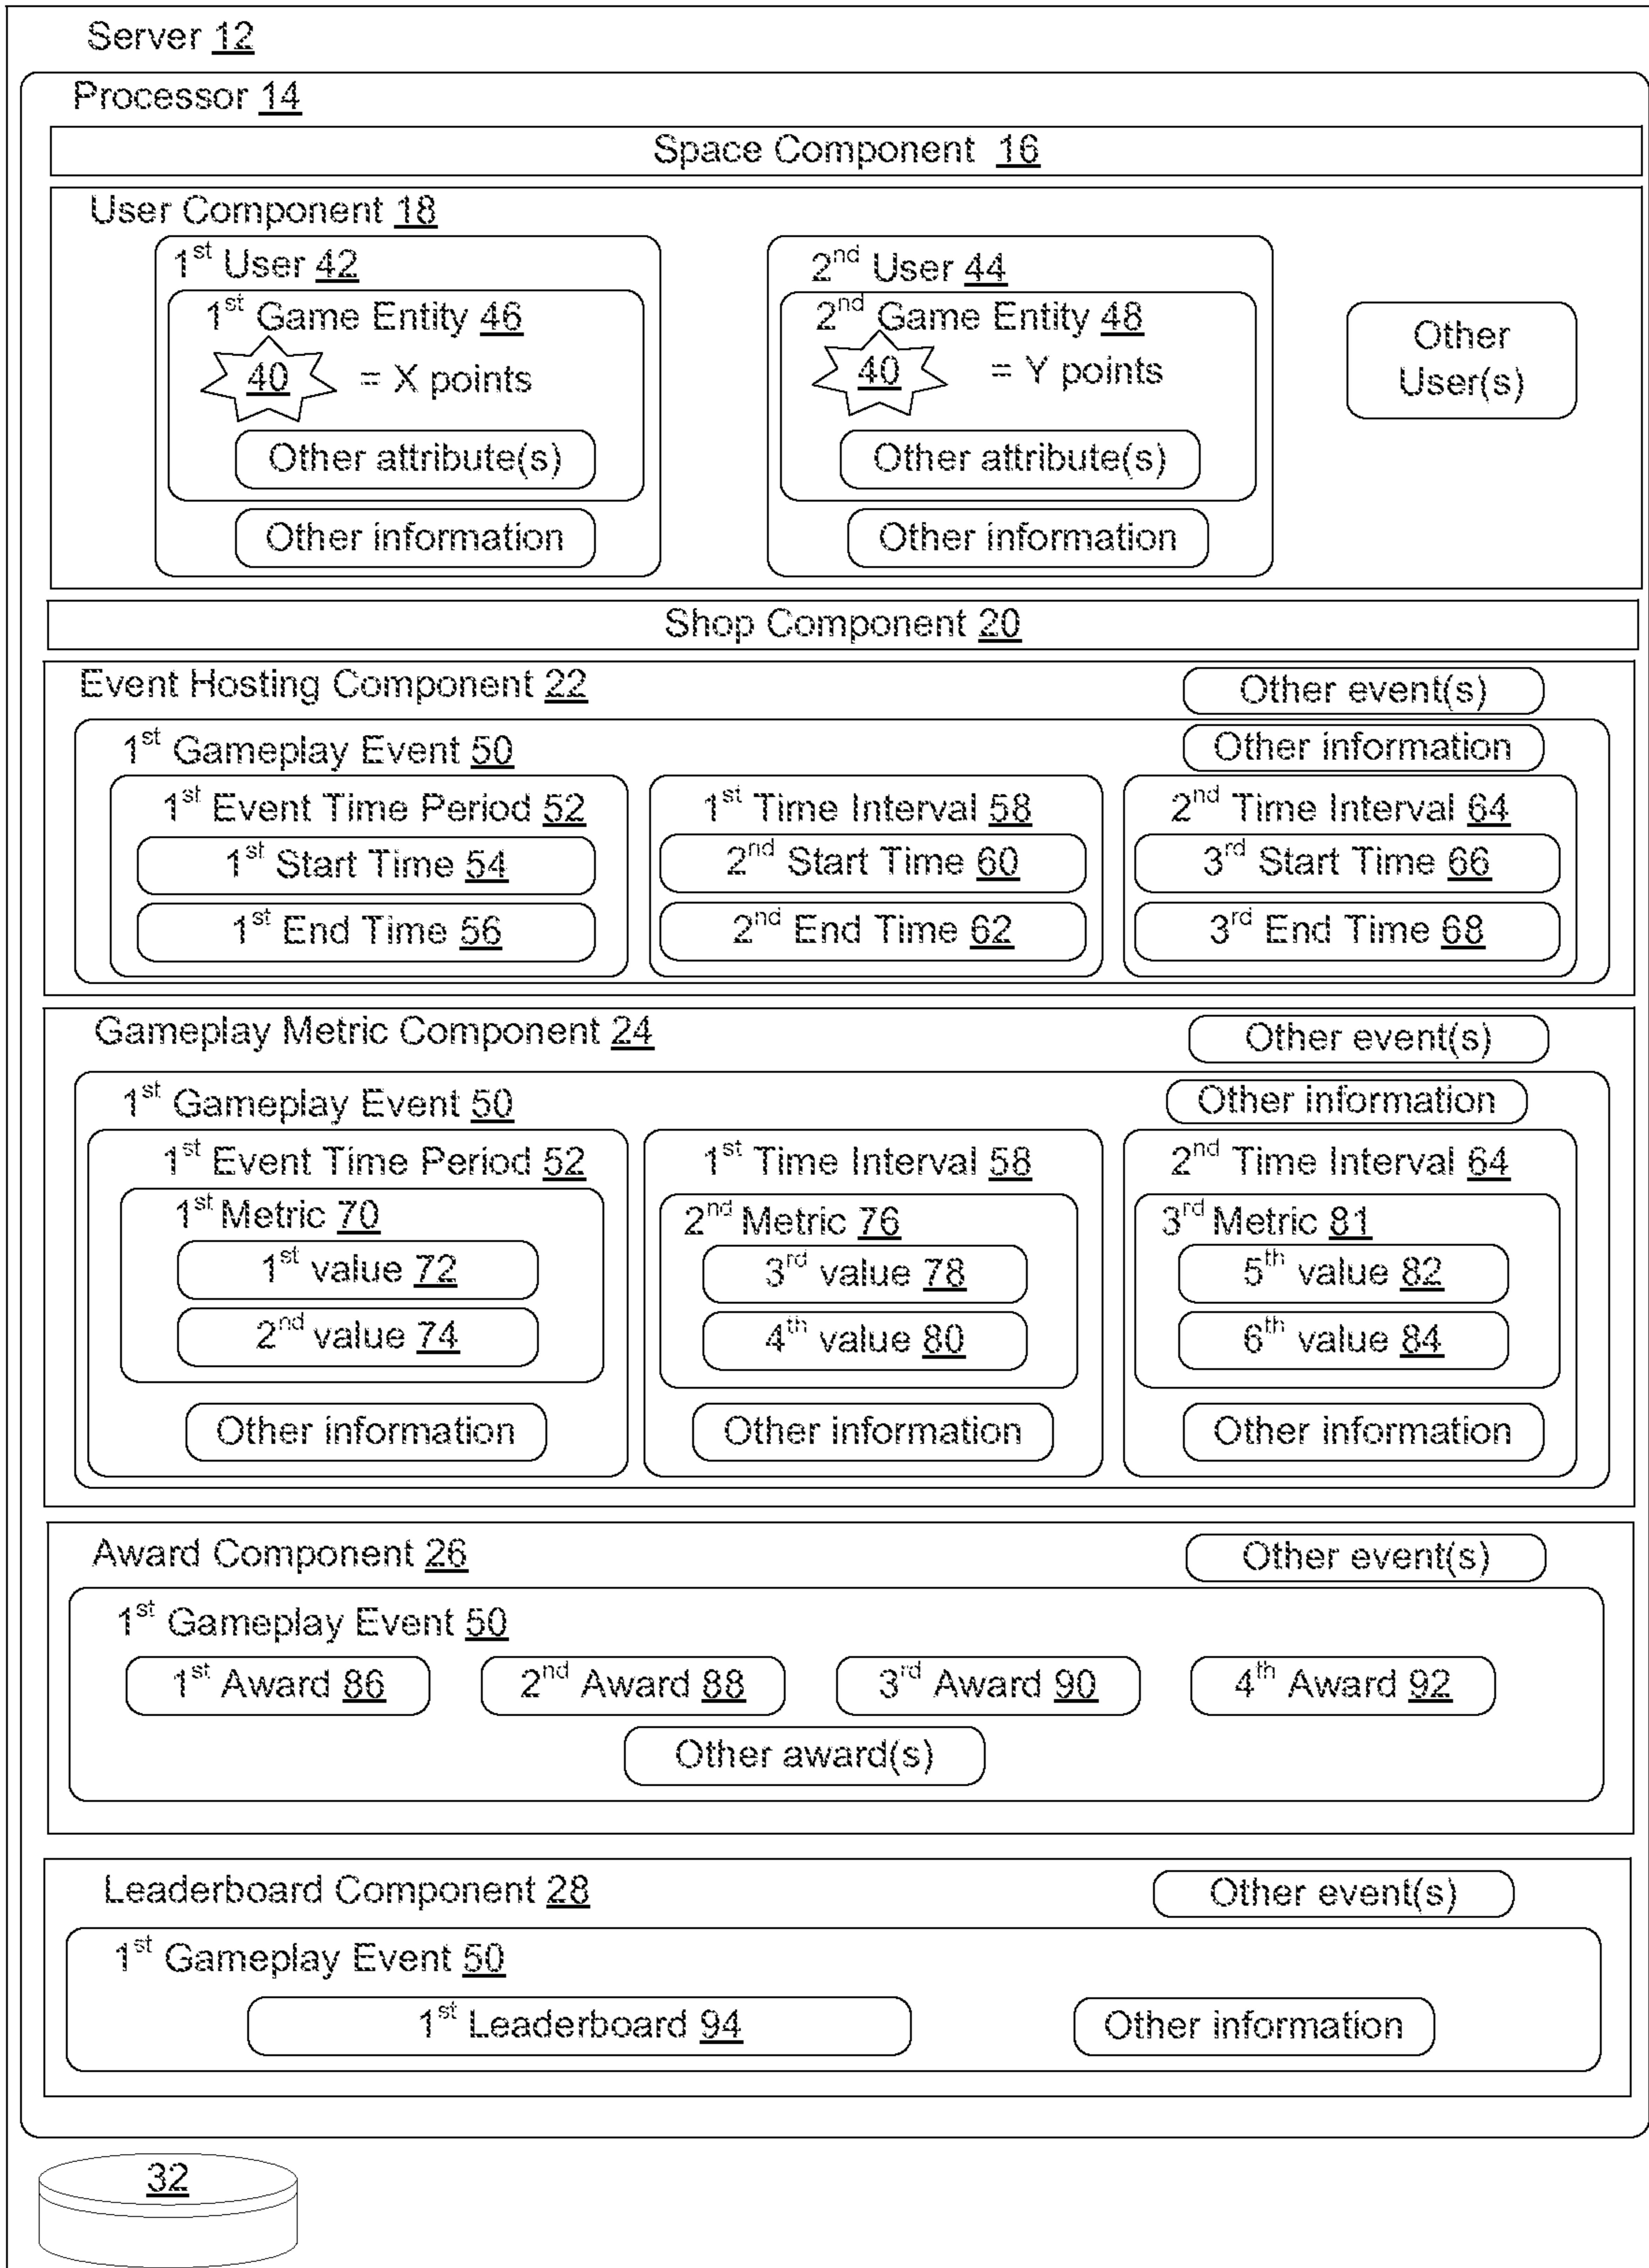 Server 12
Processor 14
Space Component 16
User Component 18
1st User 42
1st Game Entity 46
40 = X points
Other attribute(s)
Other information
2nd User 44
2nd Game Entity 48
40 = Y points
Other attribute(s)
Other information
Other
User(s)
Shop Component 20
Event Hosting Component 22
Other event(s)
1st Gameplay Event 50
Other information
1st Event Time Period 52
1st Start Time 54
1st End Time 56
1st Time Interval 58
2nd Start Time 60
2nd End Time 62
2nd Time Interval 64
3rd Start Time 66
3rd End Time 68
Gameplay Metric Component 24
Other event(s)
1st Gameplay Event 50
Other information
1st Event Time Period 52
1st Metric 70
1st value 72
2nd value 74
Other information
1st Time Interval 58
2nd Metric 76
3rd value 78
4th value 80
Other information
2nd Time Interval 64
3rd Metric 81
5th value 82
6th value 84
Other information
Award Component 26
Other event(s)
1st Gameplay Event 50
1st Award 86
2nd Award 88
3rd Award 90
4th Award 92
Other award(s)
Leaderboard Component 28
Other event(s)
1st Gameplay Event 50
1st Leaderboard 94
Other information
32